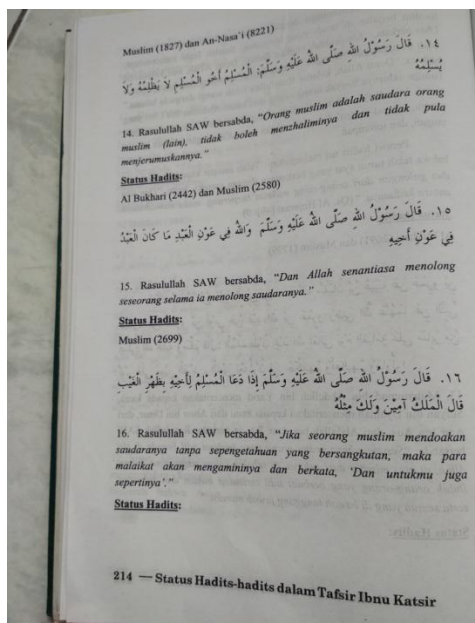 Muslim (1827) dan An-Nasa'i (8221)
١٤. قَالَ رَسُوْلُ اللهِ صَلَّى اللهُ عَلَيْهِ وَسَلَّمَ: الْمُسْلِمُ أَخُو الْمُسْلِمِ لاَ يَظْلِمُهُ وَلاَ
يُسْلِمُهُ
14. Rasulullah SAW bersabda, "Orang muslim adalah saudara orang
muslim (lain), tidak boleh menzhaliminya dan tidak pula
menjerumuskannya."
Status Hadits:
Al Bukhari (2442) dan Muslim (2580)
١٥. قَالَ رَسُوْلُ اللهِ صَلَّى اللهُ عَلَيْهِ وَسَلَّمَ وَاللهُ فِي عَوْنِ الْعَبْدِ مَا كَانَ الْعَبْدُ
فِي عَوْنِ أَخِيهِ
15. Rasulullah SAW bersabda, "Dan Allah senantiasa menolong
seseorang selama ia menolong saudaranya."
Status Hadits:
Muslim (2699)
١٦. قَالَ رَسُوْلُ اللهِ صَلَّى اللهُ عَلَيْهِ وَسَلَّمَ إِذَا دَعَا الْمُسْلِمُ لِأَخِيْهِ بِظَهْرِ الْغَيْبِ
قَالَ الْمَلَكُ آمِيْنَ وَلَكَ مِثْلُهُ
16. Rasulullah SAW bersabda, "Jika seorang muslim mendoakan
saudaranya tanpa sepengetahuan yang bersangkutan, maka para
malaikat akan mengamininya dan berkata, 'Dan untukmu juga
sepertinya'."
Status Hadits:
214 — Status Hadits-hadits dalam Tafsir Ibnu Katsir